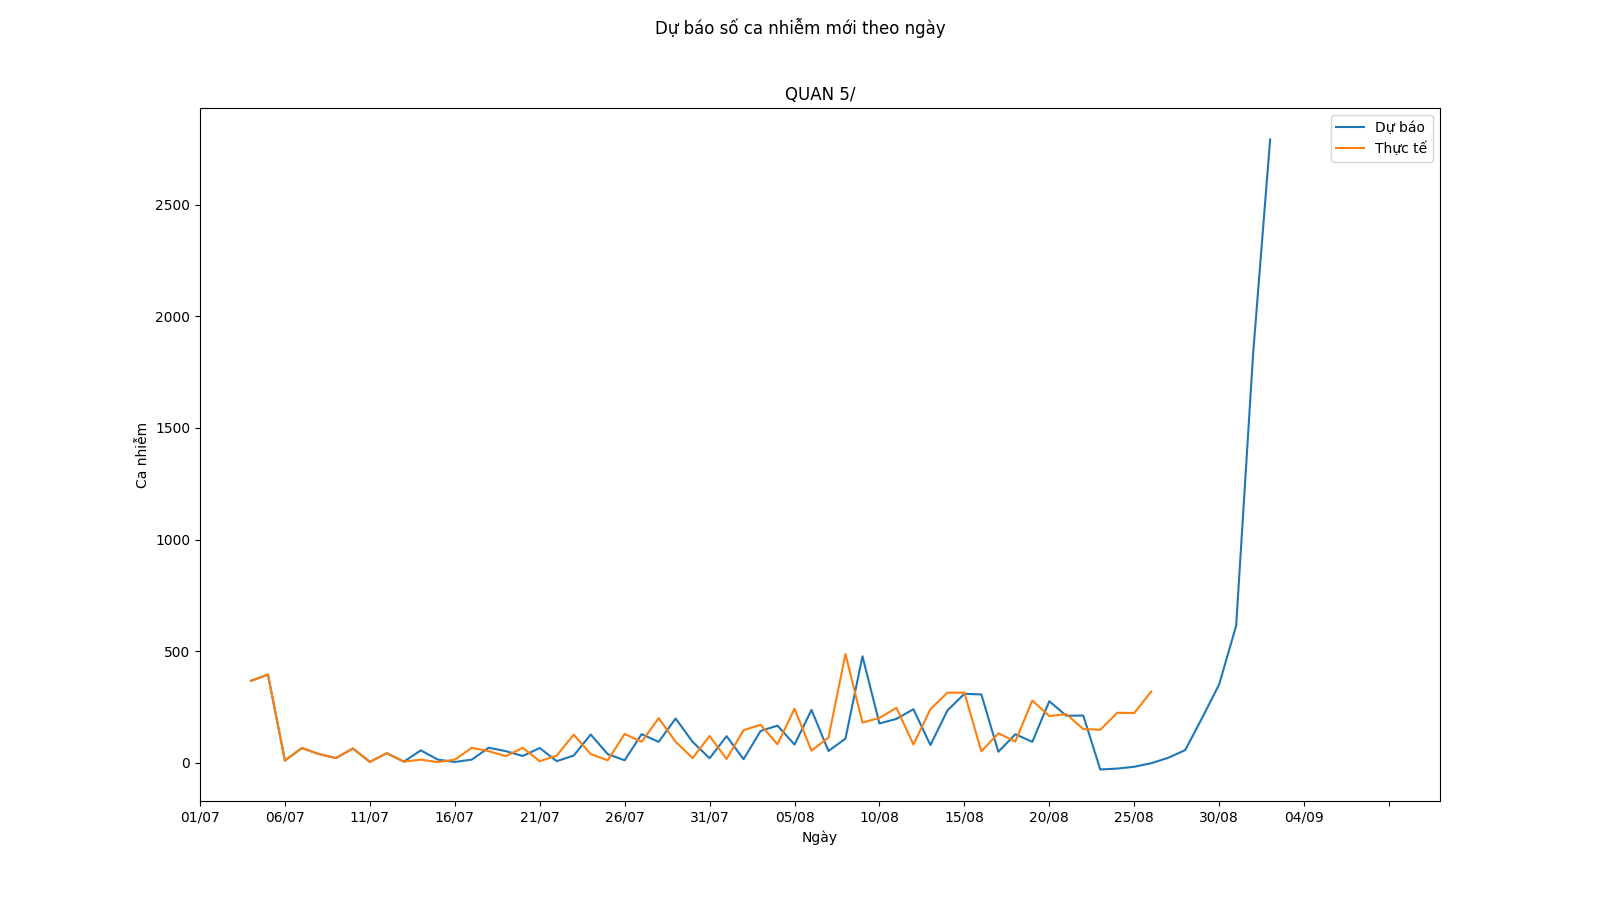 Dự báo số ca nhiễm mới theo ngày
QUAN 5/
Dự báo
Thực tế
2500
2000
1500
1000
500
0
Ca nhiễm
01/07 06/07 11/07 16/07 21/07 26/07 31/07 05/08 10/08 15/08 20/08 25/08 30/08 04/09
Ngày